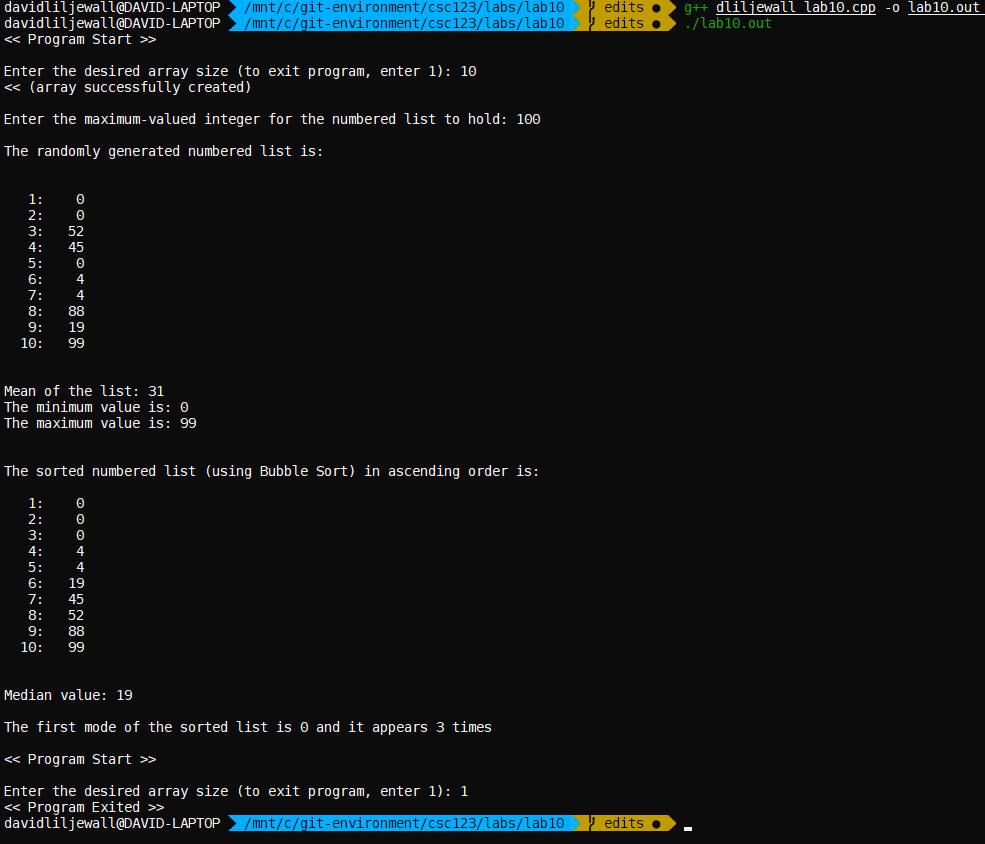 davidliljewall@DAVID-LAPTOP /mnt/c/git-environment/csc123/labs/lab10 edits ● g++ dliljewall_lab10.cpp -o lab10.out
davidliljewall@DAVID-LAPTOP /mnt/c/git-environment/csc123/labs/lab10 edits ● ./lab10.out
<< Program Start >>
Enter the desired array size (to exit program, enter 1): 10
<< (array successfully created)
Enter the maximum-valued integer for the numbered list to hold: 100
The randomly generated numbered list is:
1: 0
2: 0
3: 52
4: 45
5: 0
6: 4
7: 4
8: 88
9: 19
10: 99
Mean of the list: 31
The minimum value is: 0
The maximum value is: 99
The sorted numbered list (using Bubble Sort) in ascending order is:
1: 0
2: 0
3: 0
4: 4
5: 4
6: 19
7: 45
8: 52
9: 88
10: 99
Median value: 19
The first mode of the sorted list is 0 and it appears 3 times
<< Program Start >>
Enter the desired array size (to exit program, enter 1): 1
<< Program Exited >>
davidliljewall@DAVID-LAPTOP /mnt/c/git-environment/csc123/labs/lab10 edits ●